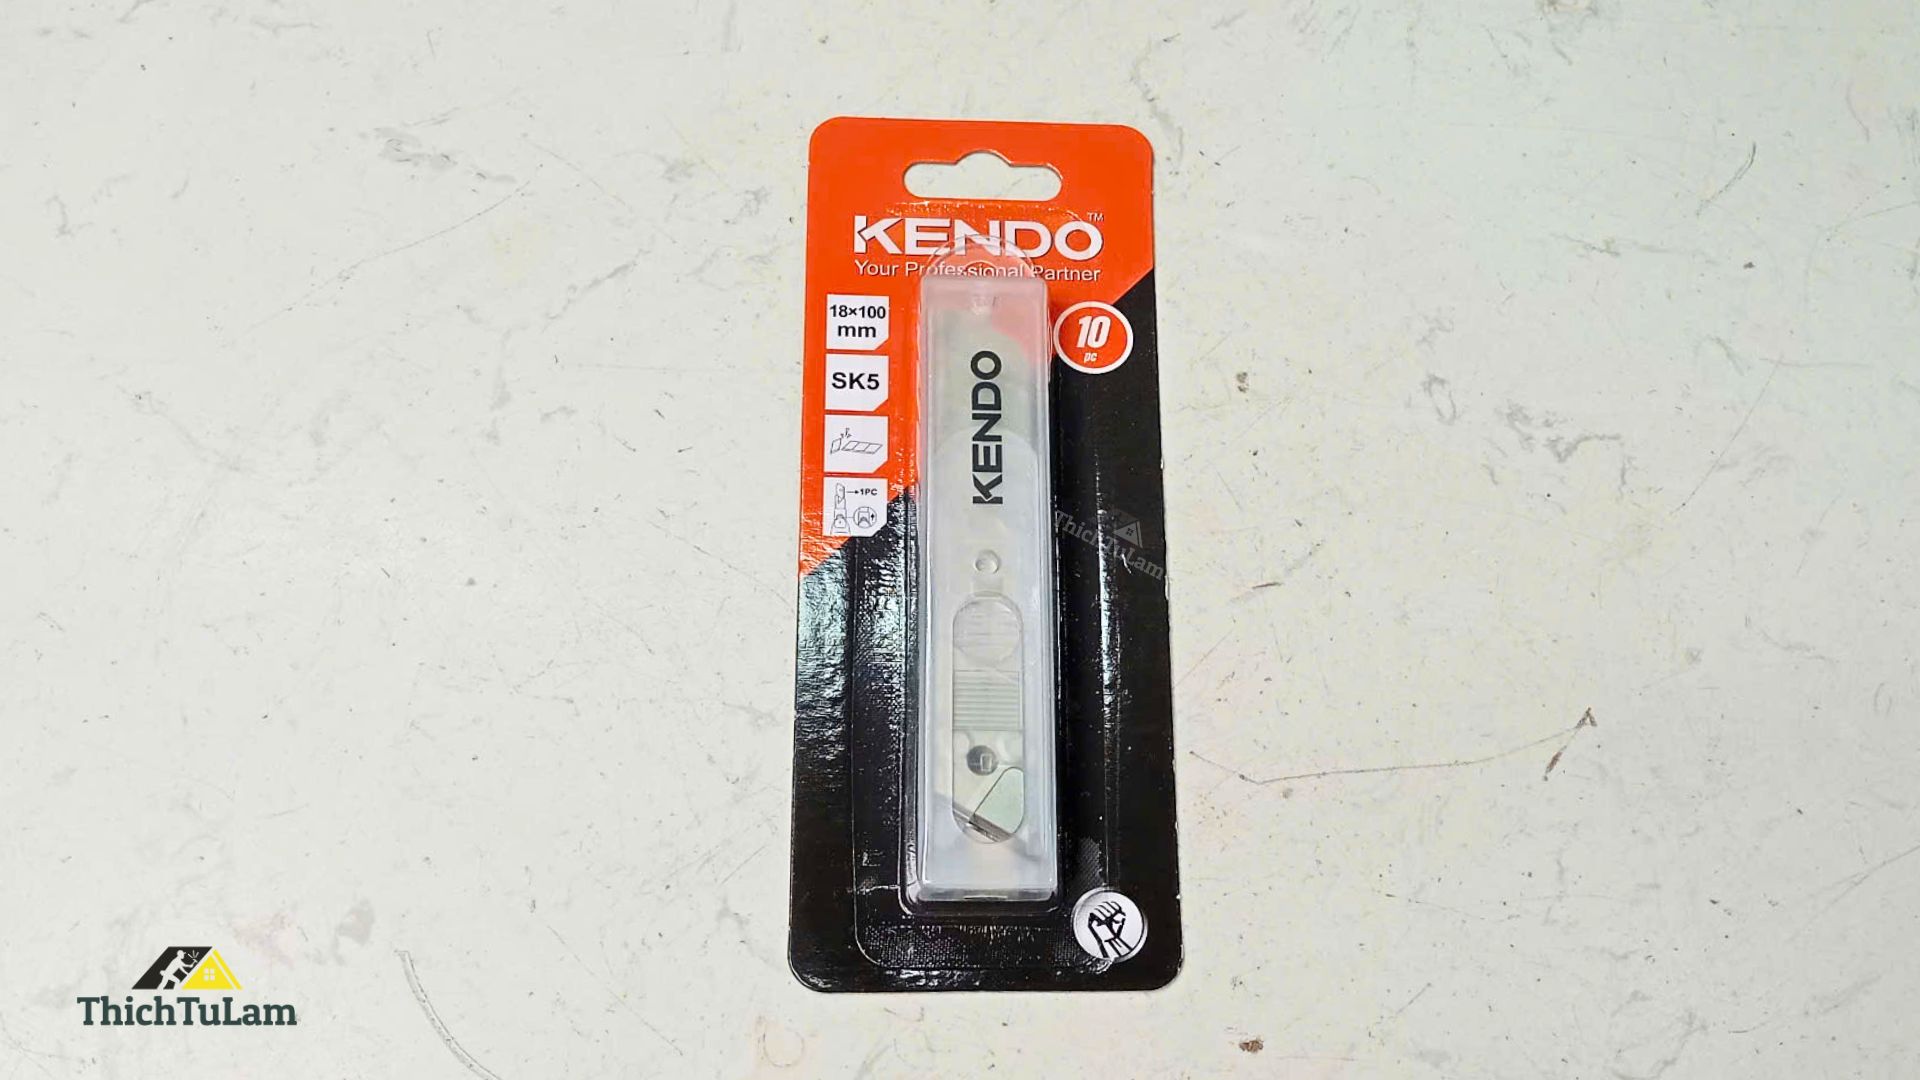 KENDO™
Your Professional Partner
18×100
mm
10
pc
SK5
→1PC
KENDO
ThichTuLam
ThichTuLam